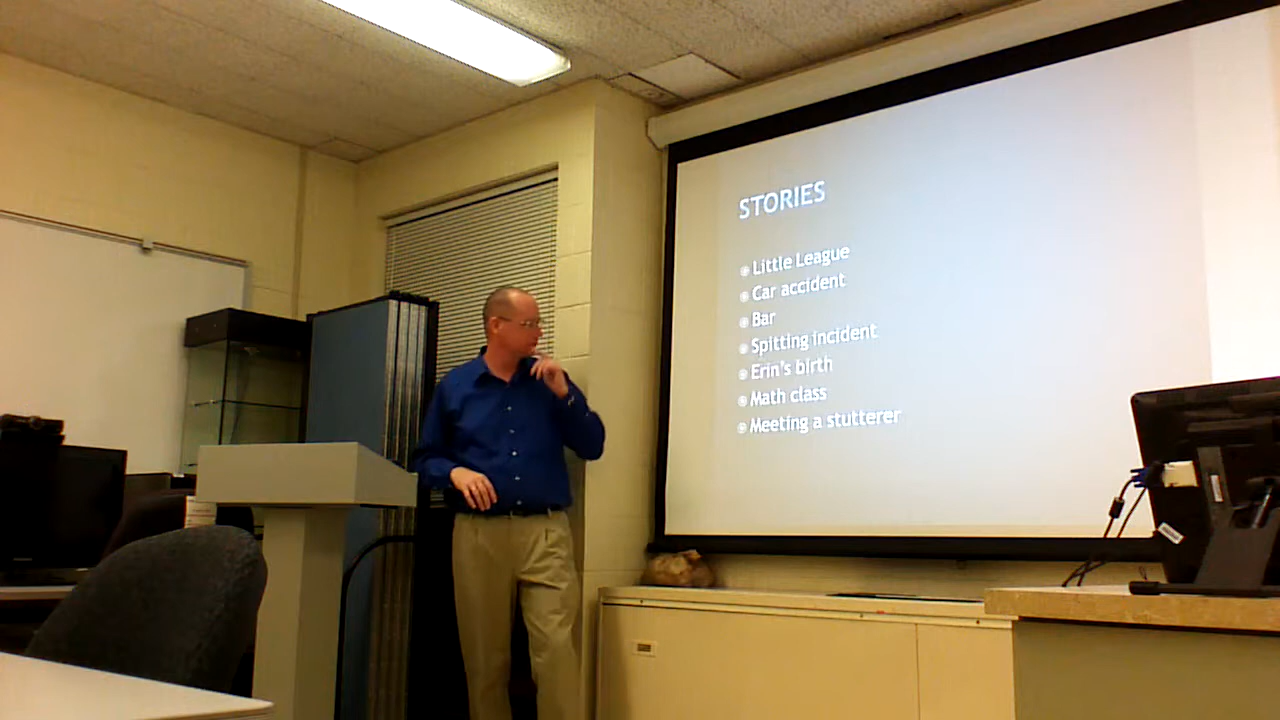 STORIES
Little League
Car accident
Bar
Spitting incident
Erin's birth
Math class
Meeting a stutterer